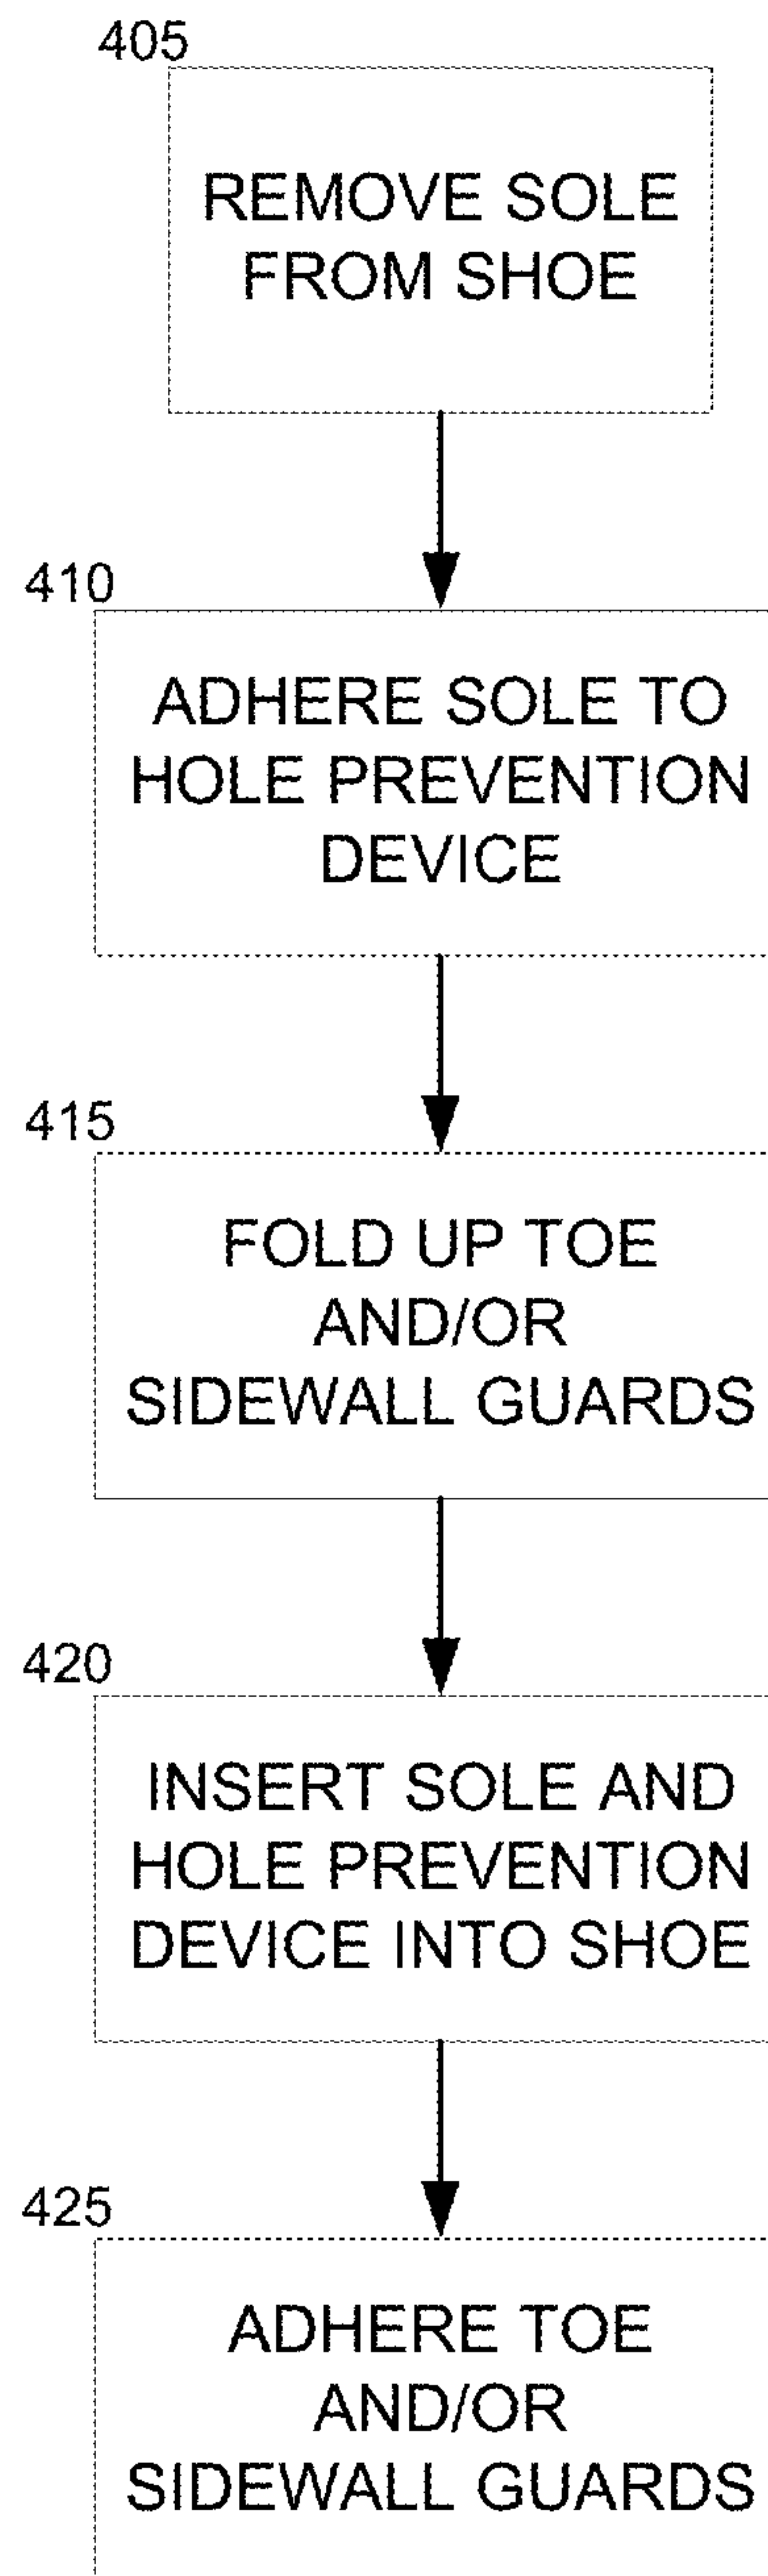 405
REMOVE SOLE
FROM SHOE
410
ADHERE SOLE TO
HOLE PREVENTION
DEVICE
415
FOLD UP TOE
AND/OR
SIDEWALL GUARDS
420
INSERT SOLE AND
HOLE PREVENTION
DEVICE INTO SHOE
425
ADHERE TOE
AND/OR
SIDEWALL GUARDS